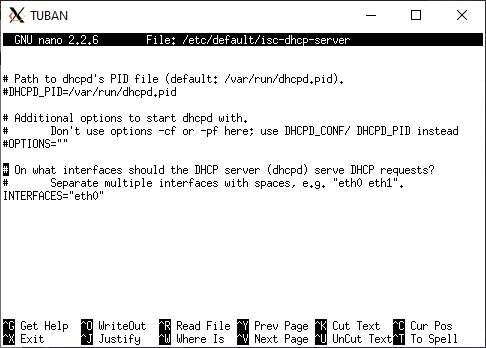 TUBAN
GNU nano 2.2.6 File: /etc/default/isc-dhcp-server
# Path to dhcpd's PID file (default: /var/run/dhcpd.pid).
#DHCPD_PID=/var/run/dhcpd.pid
# Additional options to start dhcpd with.
# Don't use options -cf or -pf here; use DHCPD_CONF/ DHCPD_PID instead
#OPTIONS=""
# On what interfaces should the DHCP server (dhcpd) serve DHCP requests?
# Separate multiple interfaces with spaces, e.g. "eth0 eth1".
INTERFACES="eth0"
^G Get Help ^O WriteOut ^R Read File ^Y Prev Page ^K Cut Text ^C Cur Pos
^X Exit ^J Justify ^W Where Is ^V Next Page ^U UnCut Text ^T To Spell